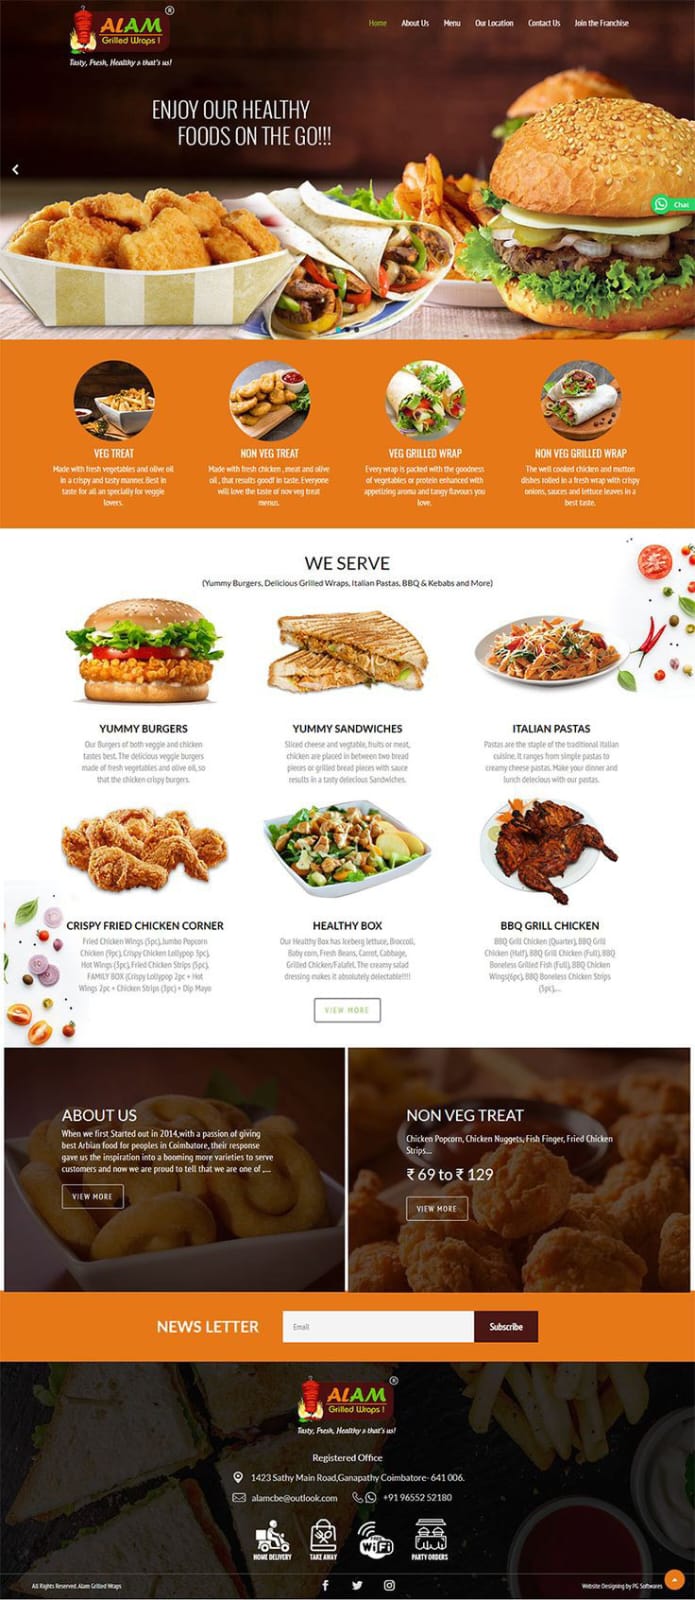 ALAM ®
Grilled Wraps !
Tasty, Fresh, Healthy & that's us!
Home About Us Menu Our Location Contact Us Join the Franchise
ENJOY OUR HEALTHY
FOODS ON THE GO!!!
Chat
VEG TREAT
Made with fresh vegetables and olive oil
in a crispy and tasty manner. Best in
taste for all an specially for veggie
lovers.
NON VEG TREAT
Made with fresh chicken , meat and olive
oil , that results goodf in taste. Everyone
will love the taste of nov veg treat
menus.
VEG GRILLED WRAP
Every wrap is packed with the goodness
of vegetables or protein enhanced with
appetizing aroma and tangy flavours you
love.
NON VEG GRILLED WRAP
The well cooked chicken and mutton
dishes rolled in a fresh wrap with crispy
onions, sauces and lettuce leaves in a
best taste.
WE SERVE
(Yummy Burgers, Delicious Grilled Wraps, Italian Pastas, BBQ & Kebabs and More)
YUMMY BURGERS
Our Burgers of both veggie and chicken
tastes best. The delicious veggie burgers
made of fresh vegetables and olive oil, so
that the chicken crispy burgers.
YUMMY SANDWICHES
Sliced cheese and vegtable, fruits or meat,
chicken are placed in between two bread
pieces or grilled bread pieces with sauce
results in a tasty delecious Sandwiches.
ITALIAN PASTAS
Pastas are the staple of the traditional Italian
cuisine. It ranges from simple pastas to
creamy cheese pastas. Make your dinner and
lunch delecious with our pastas.
CRISPY FRIED CHICKEN CORNER
Fried Chicken Wings (5pc), Jumbo Popcorn
Chicken (9pc), Crispy Chicken Lollypop 3pc),
Hot Wings (3pc), Fried Chicken Strips (5pc),
FAMILY BOX (Crispy Lollypop 2pc + Hot
Wings 2pc + Chicken Strips (3pc) + Dip Mayo
HEALTHY BOX
Our Healthy Box has Iceberg lettuce, Broccoli,
Baby corn, Fresh Beans, Carrot, Cabbage,
Grilled Chicken/Falafel. The creamy salad
dressing makes it absolutely delectable!!!!
BBQ GRILL CHICKEN
BBQ Grill Chicken (Quarter), BBQ Grill
Chicken (Half), BBQ Grill Chicken (Full), BBQ
Boneless Grilled Fish (Full), BBQ Chicken
Wings(6pc), BBQ Boneless Chicken Strips
(5pc),...
VIEW MORE
ABOUT US
When we first Started out in 2014,with a passion of giving
best Arbian food for peoples in Coimbatore, their response
gave us the inspiration into a booming more varieties to serve
customers and now we are proud to tell that we are one of ,...
VIEW MORE
NON VEG TREAT
Chicken Popcorn, Chicken Nuggets, Fish Finger, Fried Chicken
Strips...
₹ 69 to ₹ 129
VIEW MORE
NEWS LETTER Email Subscribe
ALAM ®
Grilled Wraps !
Tasty, Fresh, Healthy & that's us!
Registered Office
1423 Sathy Main Road,Ganapathy Coimbatore- 641 006.
alamcbe@outlook.com +91 96552 52180
HOME DELIVERY TAKE AWAY FREE WiFi PARTY ORDERS
All Rights Reserved. Alam Grilled Wraps
Website Designing by PG Softwares